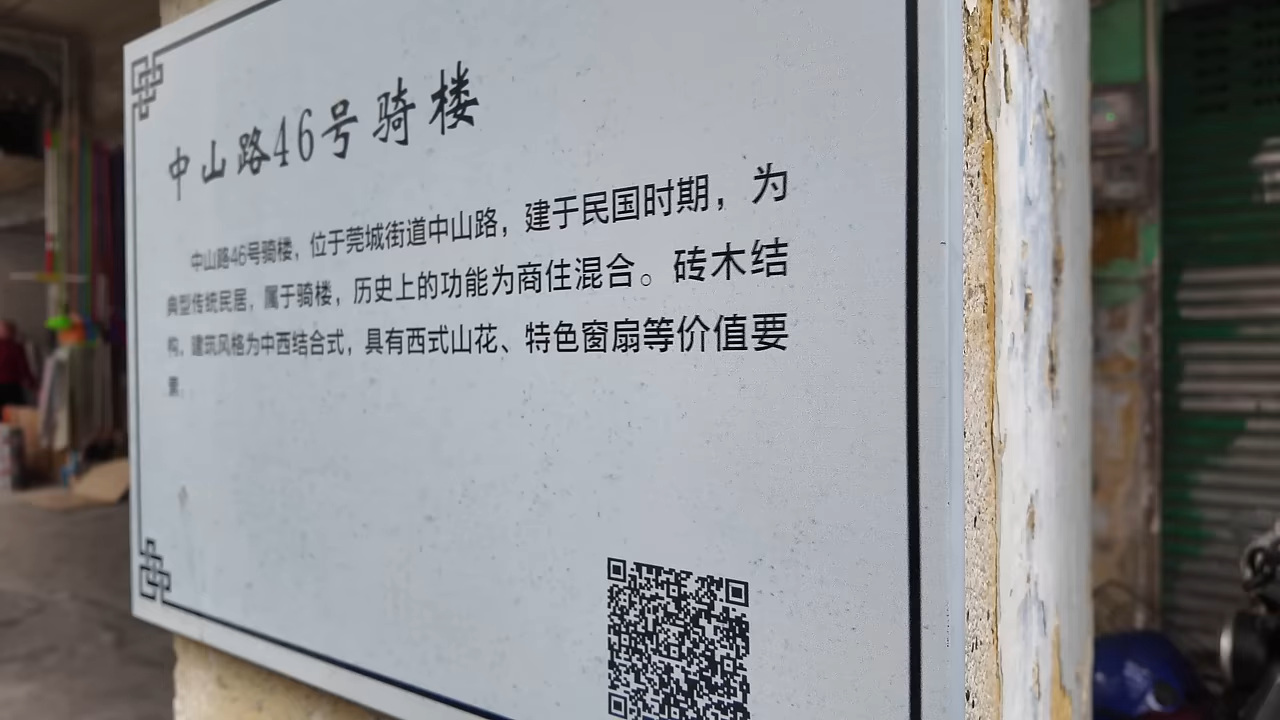 中山路46号骑楼
中山路46号骑楼，位于莞城街道中山路，建于民国时期，为
典型传统民居，属于骑楼，历史上的功能为商住混合。砖木结
构，建筑风格为中西结合式，具有西式山花、特色窗扇等价值要
素。